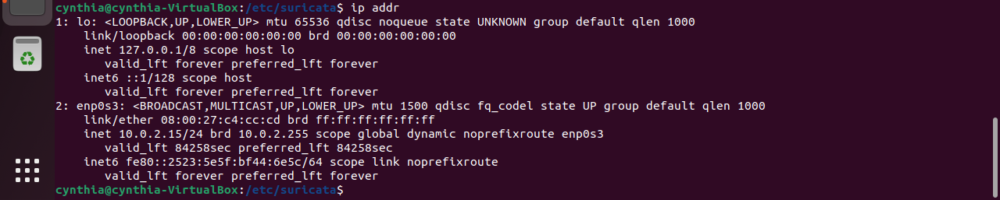 cynthia@cynthia-VirtualBox:/etc/suricata$ ip addr
1: lo: <LOOPBACK,UP,LOWER_UP> mtu 65536 qdisc noqueue state UNKNOWN group default qlen 1000
    link/loopback 00:00:00:00:00:00 brd 00:00:00:00:00:00
    inet 127.0.0.1/8 scope host lo
       valid_lft forever preferred_lft forever
    inet6 ::1/128 scope host
       valid_lft forever preferred_lft forever
2: enp0s3: <BROADCAST,MULTICAST,UP,LOWER_UP> mtu 1500 qdisc fq_codel state UP group default qlen 1000
    link/ether 08:00:27:c4:cc:cd brd ff:ff:ff:ff:ff:ff
    inet 10.0.2.15/24 brd 10.0.2.255 scope global dynamic noprefixroute enp0s3
       valid_lft 84258sec preferred_lft 84258sec
    inet6 fe80::2523:5e5f:bf44:6e5c/64 scope link noprefixroute
       valid_lft forever preferred_lft forever
cynthia@cynthia-VirtualBox:/etc/suricata$